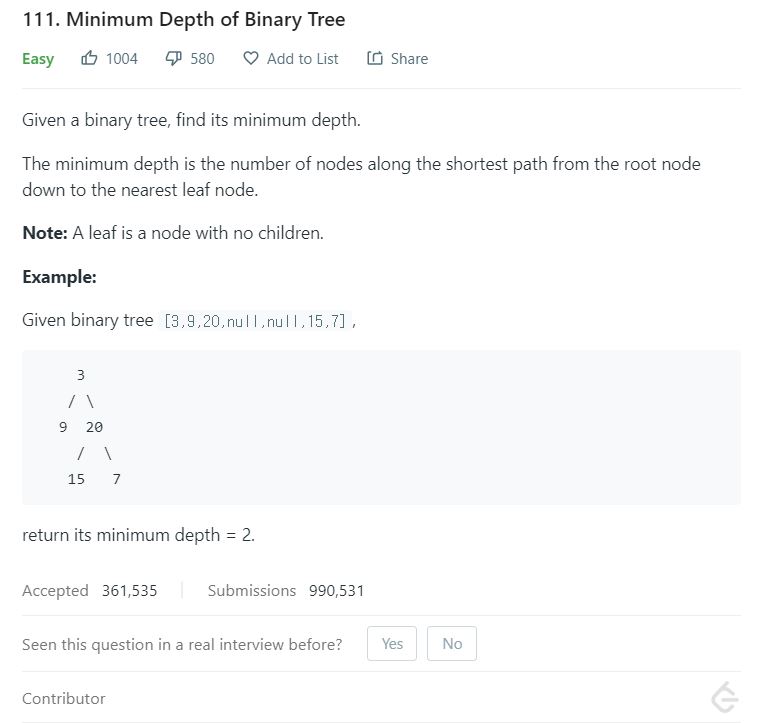 111. Minimum Depth of Binary Tree
Easy 1004 580 Add to List Share
Given a binary tree, find its minimum depth.
The minimum depth is the number of nodes along the shortest path from the root node
down to the nearest leaf node.
Note: A leaf is a node with no children.
Example:
Given binary tree [3,9,20,null,null,15,7] ,
3
/ \
9 20
/ \
15 7
return its minimum depth = 2.
Accepted 361,535 Submissions 990,531
Seen this question in a real interview before? Yes No
Contributor